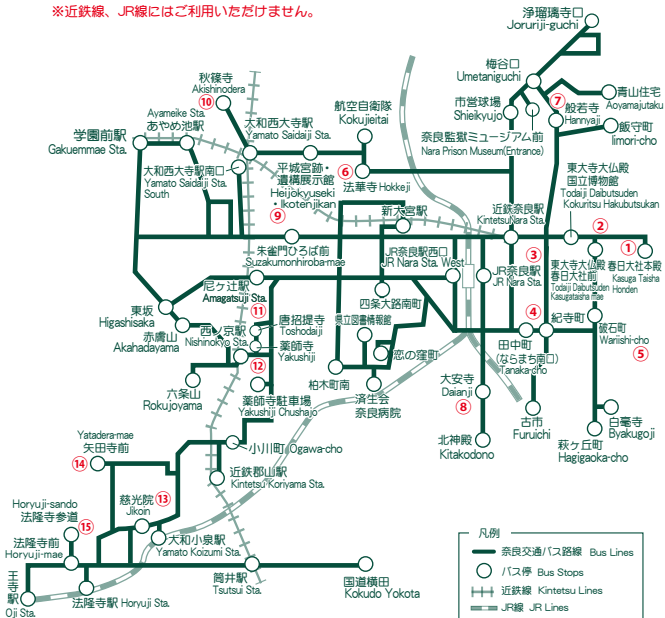 ※近鉄線、JR線にはご利用いただけません。
浄瑠璃寺口
Joruriji-guchi
梅谷口
Umetaniguchi
秋篠寺
Akishinodera
⑩
航空自衛隊
Kokujieitai
市営球場
Shieikyujo
⑦
青山住宅
Aoyamajutaku
般若寺
Hannyaji
飯守町
Iimori-cho
Ayameike Sta.
あやめ池駅
大和西大寺駅
Yamato Saidaiji Sta.
学園前駅
Gakuemmae Sta.
奈良監獄ミュージアム前
Nara Prison Museum(Entrance)
大和西大寺駅南口
Yamato Saidaiji Sta.
South
平城宮跡・
遺構展示館
Heijokyuseki
・Ikotenjikan
⑨
⑥
法華寺 Hokkeji
新大宮駅
近鉄奈良駅
Kintetsu Nara Sta.
東大寺大仏殿
国立博物館
Todaiji Daibutsuden
Kokuritsu Hakubutsukan
②
①
朱雀門ひろば前
Suzakumonhiroba-mae
JR奈良駅西口
JR Nara Sta. West
③
JR奈良駅
JR Nara Sta.
東大寺大仏殿
春日大社前
Todaiji Daibutsuden
Kasugataisha mae
春日大社本殿
Kasuga Taisha
Honden
尼ヶ辻駅
Amagatsuji Sta.
四条大路南町
⑪
唐招提寺
Toshodaiji
県立図書情報館
④
紀寺町
破石町
Wariishi-cho
⑤
東坂
Higashisaka
赤膚山
Akahadayama
西ノ京駅
Nishinokyo Sta.
薬師寺
Yakushiji
⑫
恋の窪町
田中町
(ならまち南口)
Tanaka-cho
六条山
Rokujoyama
薬師寺駐車場
Yakushiji Chushajo
柏木町南
済生会
奈良病院
大安寺
Daianji
⑧
古市
Furuichi
白毫寺
Byakugoji
北神殿
Kitakodono
萩ヶ丘町
Hagigaoka-cho
Yatadera-mae
矢田寺前
⑭
小川町 Ogawa-cho
近鉄郡山駅
Kintetsu Koriyama Sta.
Horyuji-sando
法隆寺参道
⑮
慈光院
Jikoin
⑬
法隆寺前
Horyuji-mae
大和小泉駅
Yamato Koizumi Sta.
王寺駅
Oji Sta.
法隆寺駅 Horyuji Sta.
筒井駅
Tsutsui Sta.
国道横田
Kokudo Yokota
凡例
奈良交通バス路線 Bus Lines
バス停 Bus Stops
近鉄線 Kintetsu Lines
JR線 JR Lines